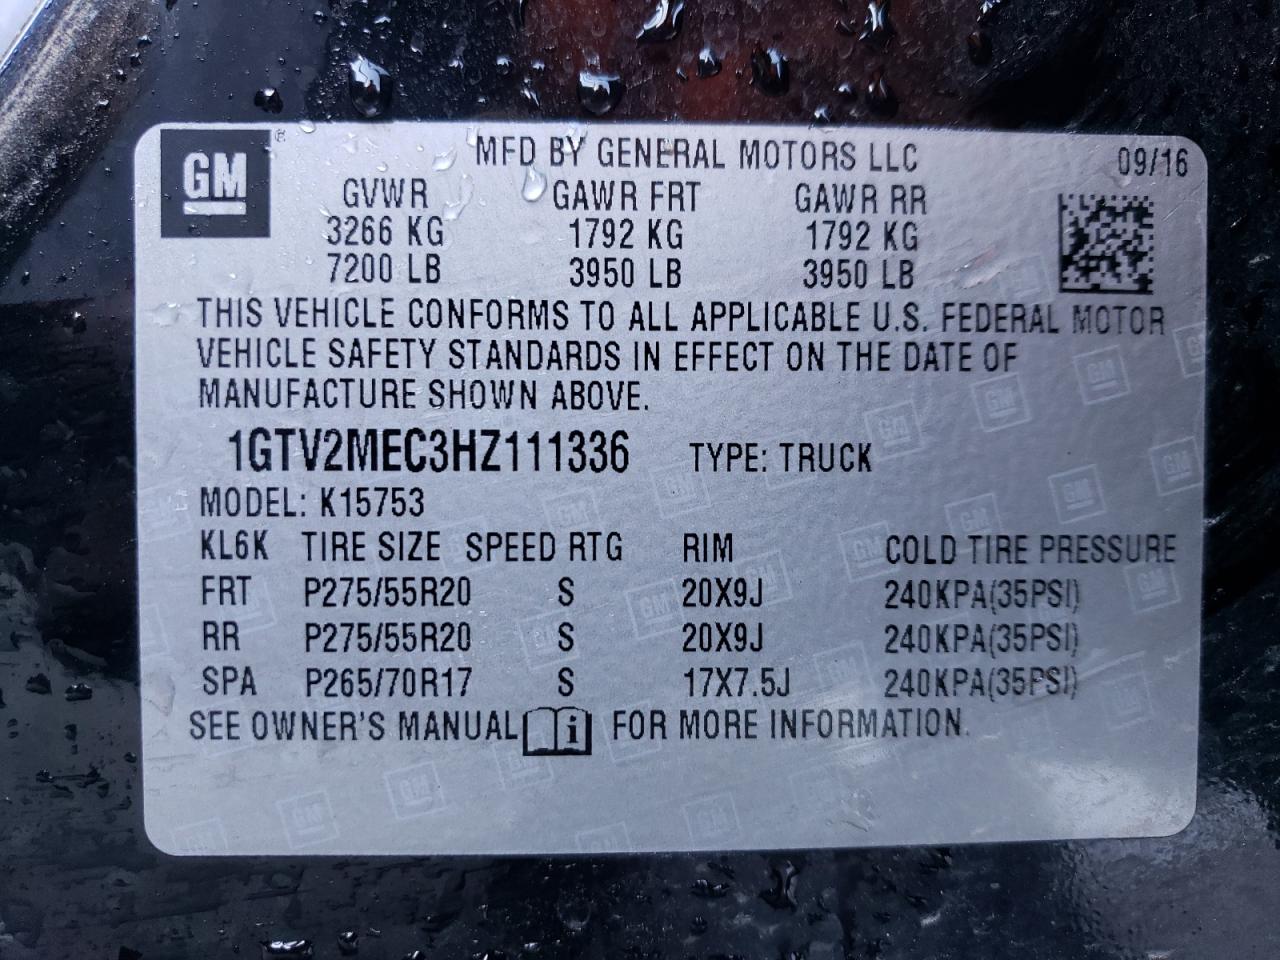 GM ® MFD BY GENERAL MOTORS LLC 09/16
GVWR GAWR FRT GAWR RR
3266 KG 1792 KG 1792 KG
7200 LB 3950 LB 3950 LB
THIS VEHICLE CONFORMS TO ALL APPLICABLE U.S. FEDERAL MOTOR
VEHICLE SAFETY STANDARDS IN EFFECT ON THE DATE OF
MANUFACTURE SHOWN ABOVE.
1GTV2MEC3HZ111336 TYPE: TRUCK
MODEL: K15753
KL6K TIRE SIZE SPEED RTG RIM COLD TIRE PRESSURE
FRT P275/55R20 S 20X9J 240KPA(35PSI)
RR P275/55R20 S 20X9J 240KPA(35PSI)
SPA P265/70R17 S 17X7.5J 240KPA(35PSI)
SEE OWNER'S MANUAL i FOR MORE INFORMATION.